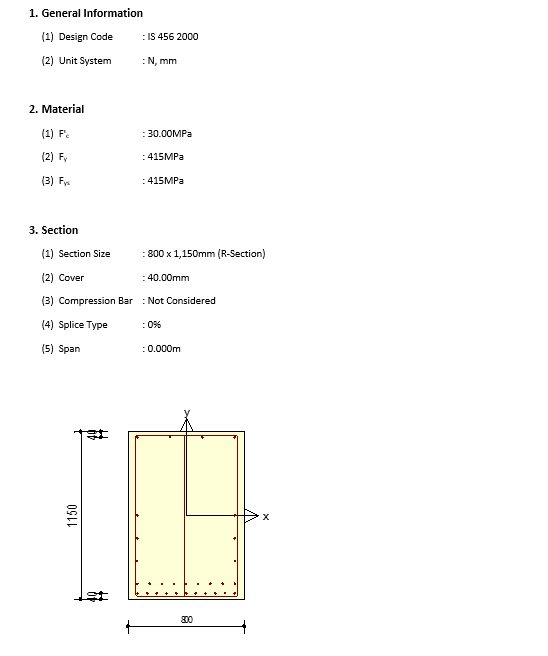 1. General Information
(1) Design Code : IS 456 2000
(2) Unit System : N, mm
2. Material
(1) F'c : 30.00MPa
(2) Fy : 415MPa
(3) Fys : 415MPa
3. Section
(1) Section Size : 800 x 1,150mm (R-Section)
(2) Cover : 40.00mm
(3) Compression Bar : Not Considered
(4) Splice Type : 0%
(5) Span : 0.000m
y
40
1150
x
40
800